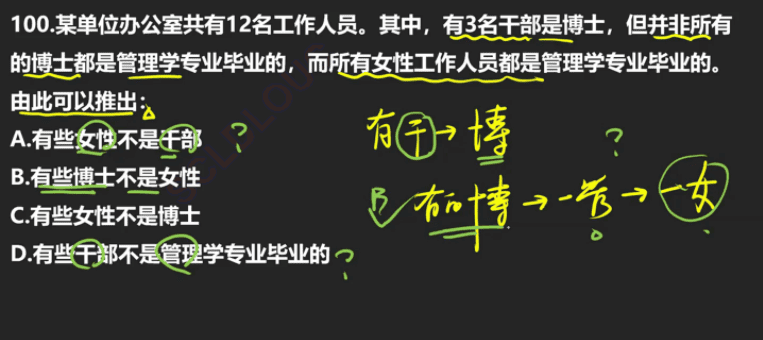 100.某单位办公室共有12名工作人员。其中，有3名干部是博士，但并非所有
的博士都是管理学专业毕业的，而所有女性工作人员都是管理学专业毕业的。
由此可以推出：
A.有些女性不是干部 ?
B.有些博士不是女性
C.有些女性不是博士
D.有些干部不是管理学专业毕业的 ?
有干→博
?
B 有的博→一管→一女